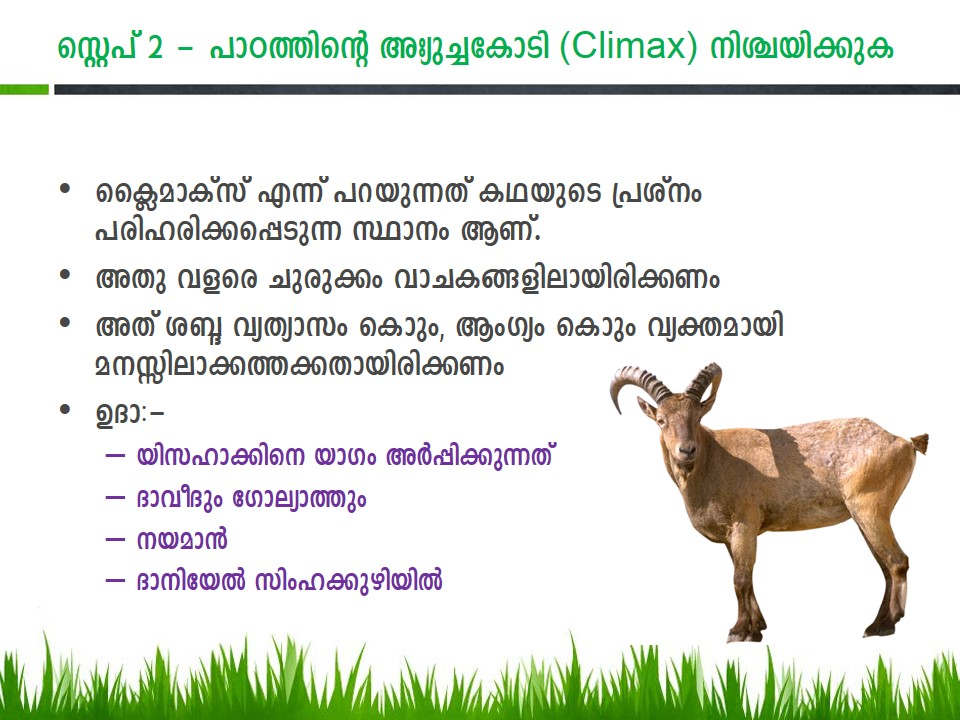 സ്റ്റെപ് 2 – പാഠത്തിന്റെ അത്യുച്ചകോടി (Climax) നിശ്ചയിക്കുക
• ക്ലൈമാക്സ് എന്ന് പറയുന്നത് കഥയുടെ പ്രശ്നം
പരിഹരിക്കപ്പെടുന്ന സ്ഥാനം ആണ്.
• അതു വളരെ ചുരുക്കം വാചകങ്ങളിലായിരിക്കണം
• അത് ശബ്ദ വ്യത്യാസം കൊും, ആംഗ്യം കൊും വ്യക്തമായി
മനസ്സിലാക്കത്തക്കതായിരിക്കണം
• ഉദാ:–
– യിസഹാക്കിനെ യാഗം അർപ്പിക്കുന്നത്
– ദാവീദും ഗോല്യാത്തും
– നയമാൻ
– ദാനിയേൽ സിംഹക്കുഴിയിൽ